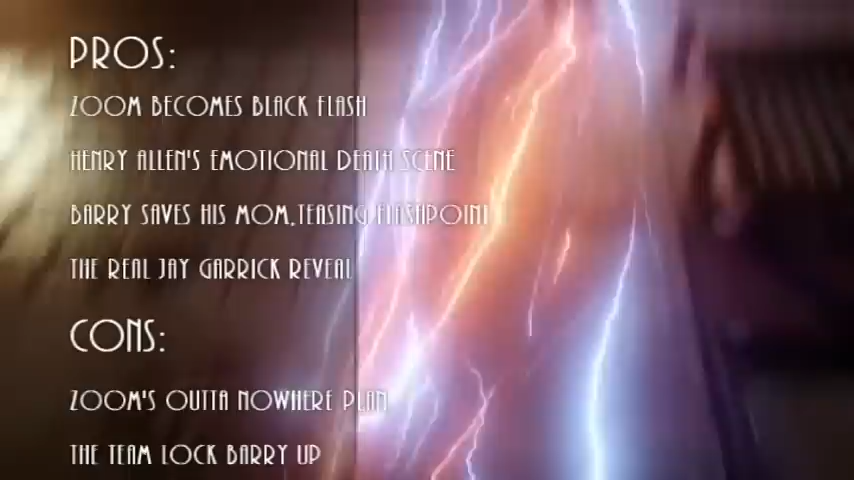 PROS:
ZOOM BECOMES BLACK FLASH
HENRY ALLEN'S EMOTIONAL DEATH SCENE
BARRY SAVES HIS MOM,TEASING FLASHPOINT
THE REAL JAY GARRICK REVEAL
CONS:
ZOOM'S OUTTA NOWHERE PLAN
THE TEAM LOCK BARRY UP